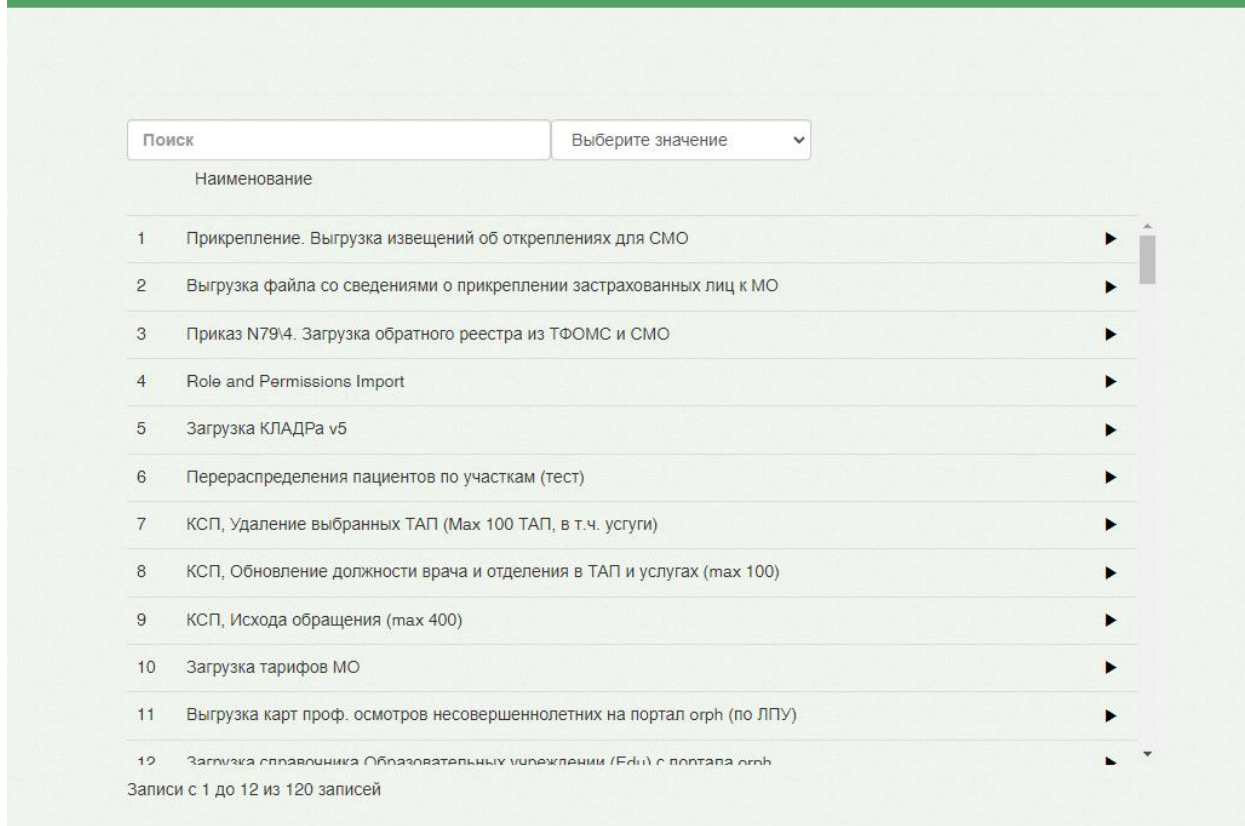 Поиск
Выберите значение
Наименование
1 Прикрепление. Выгрузка извещений об откреплениях для СМО
2 Выгрузка файла со сведениями о прикреплении застрахованных лиц к МО
3 Приказ N79\4. Загрузка обратного реестра из ТФОМС и СМО
4 Role and Permissions Import
5 Загрузка КЛАДРа v5
6 Перераспределения пациентов по участкам (тест)
7 КСП, Удаление выбранных ТАП (Max 100 ТАП, в т.ч. усгуги)
8 КСП, Обновление должности врача и отделения в ТАП и услугах (max 100)
9 КСП, Исхода обращения (max 400)
10 Загрузка тарифов МО
11 Выгрузка карт проф. осмотров несовершеннолетних на портал orph (по ЛПУ)
12 Загрузка справочника Образовательных учреждении (Edu) с портала orph
Записи с 1 до 12 из 120 записей